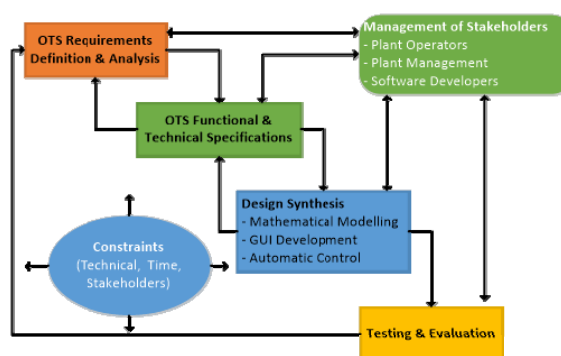 OTS Requirements
Definition & Analysis
Management of Stakeholders
- Plant Operators
- Plant Management
- Software Developers
OTS Functional &
Technical Specifications
Design Synthesis
- Mathematical Modelling
- GUI Development
- Automatic Control
Constraints
(Technical, Time,
Stakeholders)
Testing & Evaluation